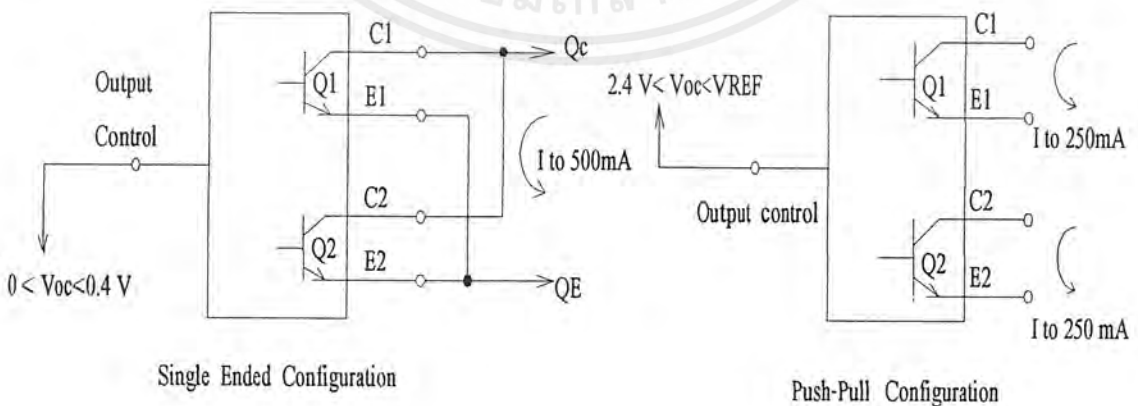 C1
Qc
Output
Control
Q1
E1
I to 500mA
C2
Q2
E2
QE
0 < Voc<0.4 V
Single Ended Configuration
C1
2.4 V< Voc<VREF
Q1
E1
I to 250mA
Output control
C2
Q2
E2
I to 250 mA
Push-Pull Configuration